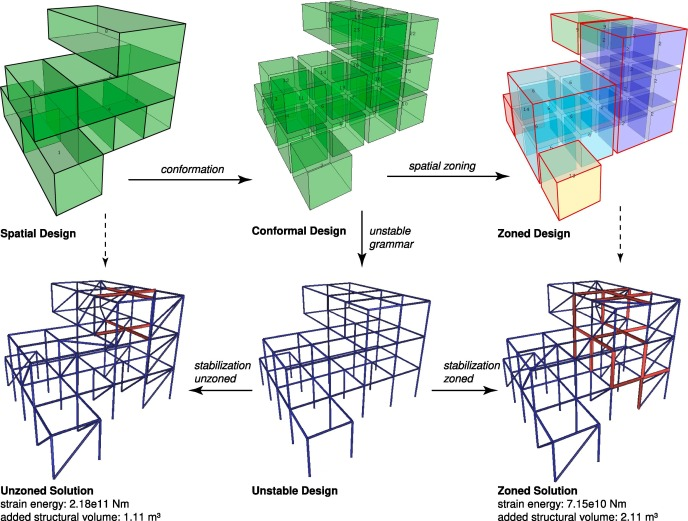 conformation
spatial zoning
Spatial Design
Conformal Design
unstable
grammar
Zoned Design
stabilization
unzoned
stabilization
zoned
Unzoned Solution
strain energy: 2.18e11 Nm
added structural volume: 1.11 m³
Unstable Design
Zoned Solution
strain energy: 7.15e10 Nm
added structural volume: 2.11 m³